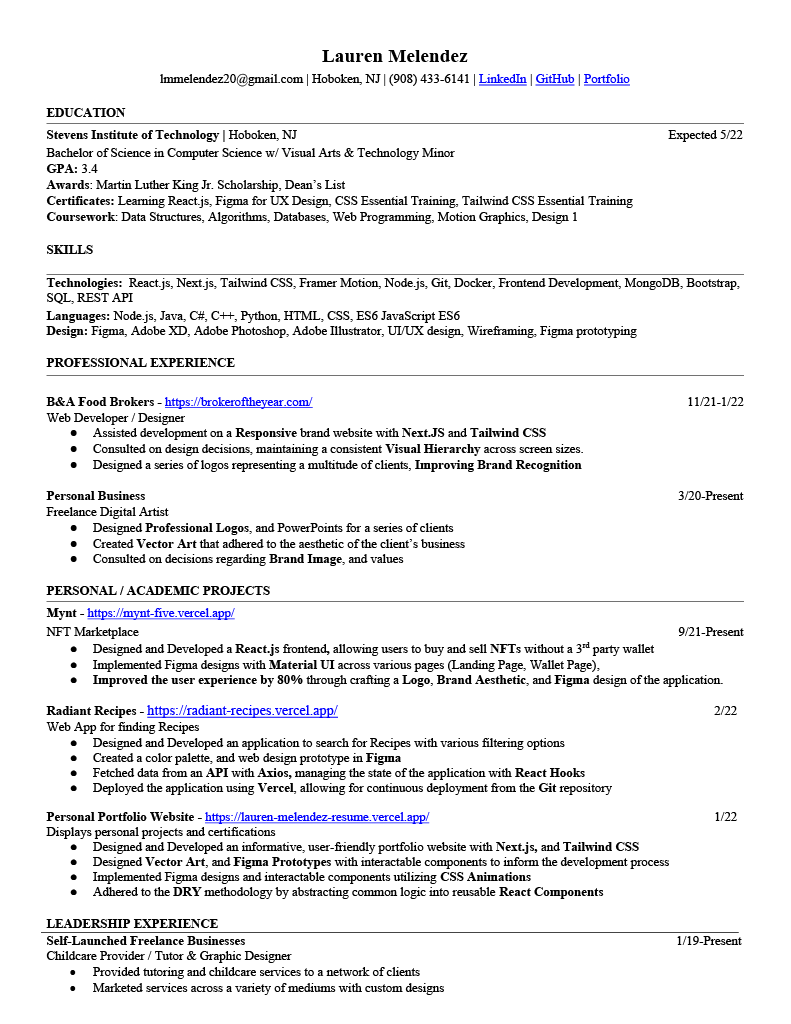 Lauren Melendez
lmmelendez20@gmail.com | Hoboken, NJ | (908) 433-6141 | LinkedIn | GitHub | Portfolio
EDUCATION
Stevens Institute of Technology | Hoboken, NJ Expected 5/22
Bachelor of Science in Computer Science w/ Visual Arts & Technology Minor
GPA: 3.4
Awards: Martin Luther King Jr. Scholarship, Dean's List
Certificates: Learning React.js, Figma for UX Design, CSS Essential Training, Tailwind CSS Essential Training
Coursework: Data Structures, Algorithms, Databases, Web Programming, Motion Graphics, Design 1
SKILLS
Technologies: React.js, Next.js, Tailwind CSS, Framer Motion, Node.js, Git, Docker, Frontend Development, MongoDB, Bootstrap,
SQL, REST API
Languages: Node.js, Java, C#, C++, Python, HTML, CSS, ES6 JavaScript ES6
Design: Figma, Adobe XD, Adobe Photoshop, Adobe Illustrator, UI/UX design, Wireframing, Figma prototyping
PROFESSIONAL EXPERIENCE
B&A Food Brokers - https://brokeroftheyear.com/ 11/21-1/22
Web Developer / Designer
● Assisted development on a Responsive brand website with Next.JS and Tailwind CSS
● Consulted on design decisions, maintaining a consistent Visual Hierarchy across screen sizes.
● Designed a series of logos representing a multitude of clients, Improving Brand Recognition
Personal Business 3/20-Present
Freelance Digital Artist
● Designed Professional Logos, and PowerPoints for a series of clients
● Created Vector Art that adhered to the aesthetic of the client's business
● Consulted on decisions regarding Brand Image, and values
PERSONAL / ACADEMIC PROJECTS
Mynt - https://mynt-five.vercel.app/
NFT Marketplace 9/21-Present
● Designed and Developed a React.js frontend, allowing users to buy and sell NFTs without a 3rd party wallet
● Implemented Figma designs with Material UI across various pages (Landing Page, Wallet Page),
● Improved the user experience by 80% through crafting a Logo, Brand Aesthetic, and Figma design of the application.
Radiant Recipes - https://radiant-recipes.vercel.app/ 2/22
Web App for finding Recipes
● Designed and Developed an application to search for Recipes with various filtering options
● Created a color palette, and web design prototype in Figma
● Fetched data from an API with Axios, managing the state of the application with React Hooks
● Deployed the application using Vercel, allowing for continuous deployment from the Git repository
Personal Portfolio Website - https://lauren-melendez-resume.vercel.app/ 1/22
Displays personal projects and certifications
● Designed and Developed an informative, user-friendly portfolio website with Next.js, and Tailwind CSS
● Designed Vector Art, and Figma Prototypes with interactable components to inform the development process
● Implemented Figma designs and interactable components utilizing CSS Animations
● Adhered to the DRY methodology by abstracting common logic into reusable React Components
LEADERSHIP EXPERIENCE
Self-Launched Freelance Businesses 1/19-Present
Childcare Provider / Tutor & Graphic Designer
● Provided tutoring and childcare services to a network of clients
● Marketed services across a variety of mediums with custom designs